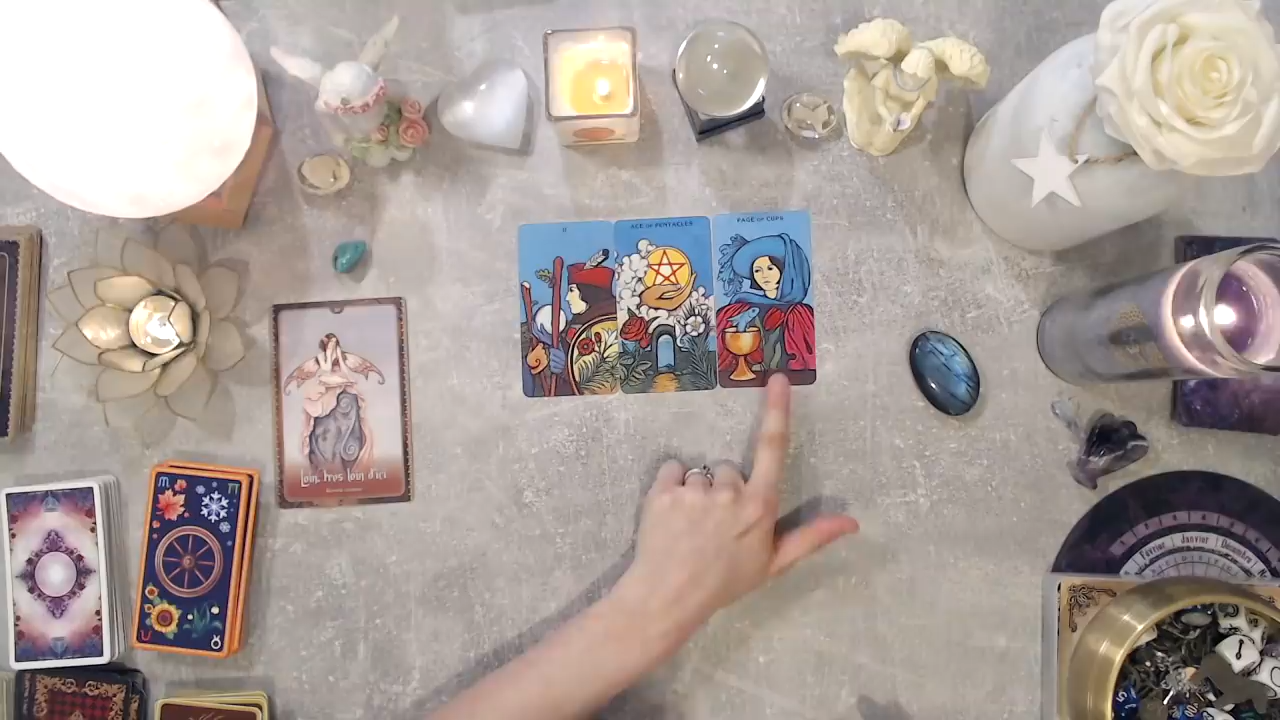 II
ACE OF PENTACLES
PAGE OF CUPS
Loin, très loin d'ici
Février
Janvier
Décembre